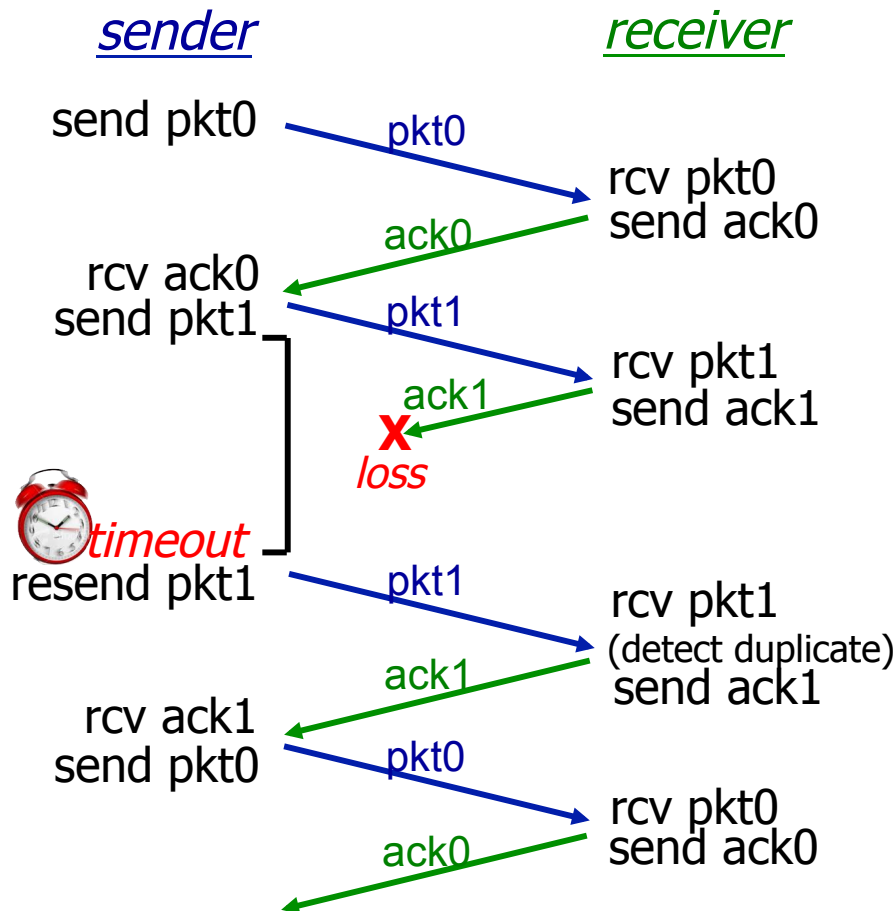 sender
receiver
send pkt0
pkt0
rcv pkt0
send ack0
ack0
rcv ack0
send pkt1
pkt1
rcv pkt1
send ack1
ack1
X
loss
timeout
resend pkt1
pkt1
rcv pkt1
(detect duplicate)
send ack1
ack1
rcv ack1
send pkt0
pkt0
rcv pkt0
send ack0
ack0